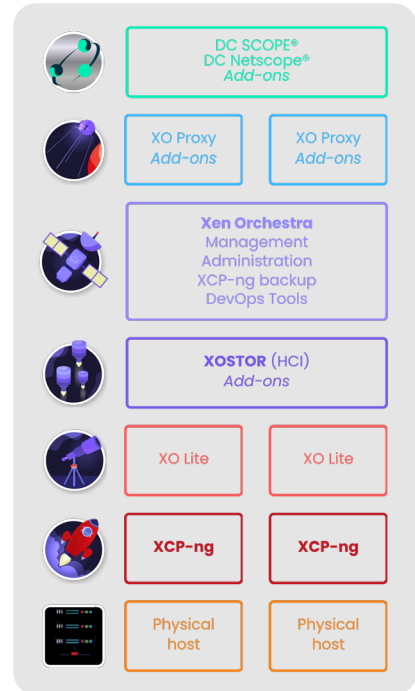 DC SCOPE®
DC Netscope®
Add-ons
XO Proxy
Add-ons
XO Proxy
Add-ons
Xen Orchestra
Management
Administration
XCP-ng backup
DevOps Tools
XOSTOR (HCI)
Add-ons
XO Lite
XO Lite
XCP-ng
XCP-ng
Physical
host
Physical
host